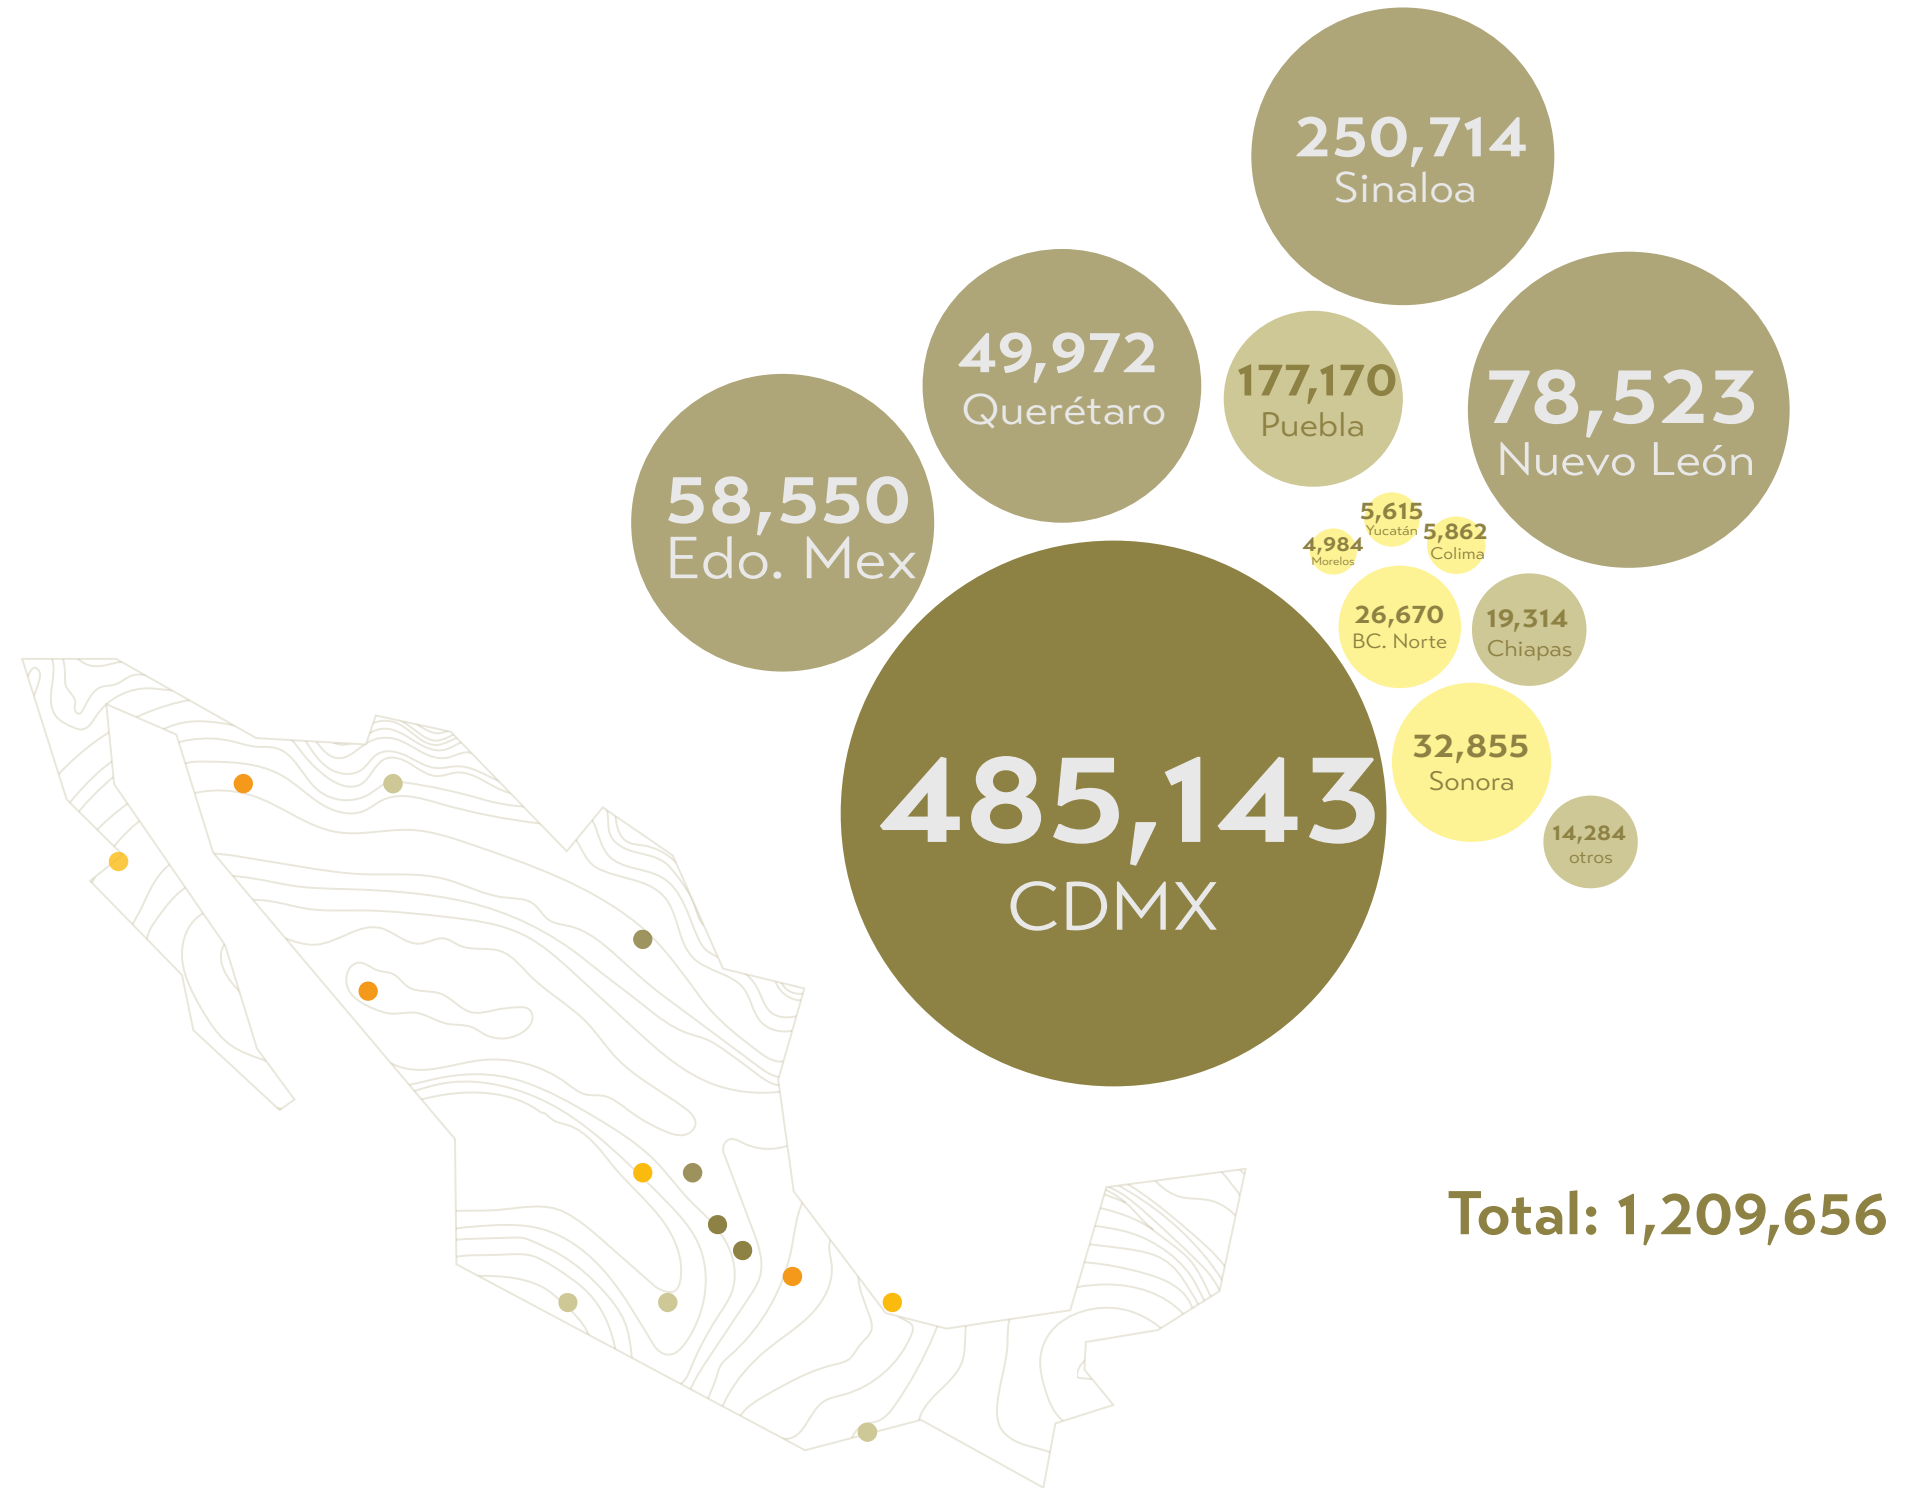 250,714
Sinaloa
49,972
Querétaro
177,170
Puebla
78,523
Nuevo León
58,550
Edo. Mex
5,615
Yucatán
5,862
Colima
4,984
Morelos
26,670
BC. Norte
19,314
Chiapas
485,143
CDMX
32,855
Sonora
14,284
otros
Total: 1,209,656